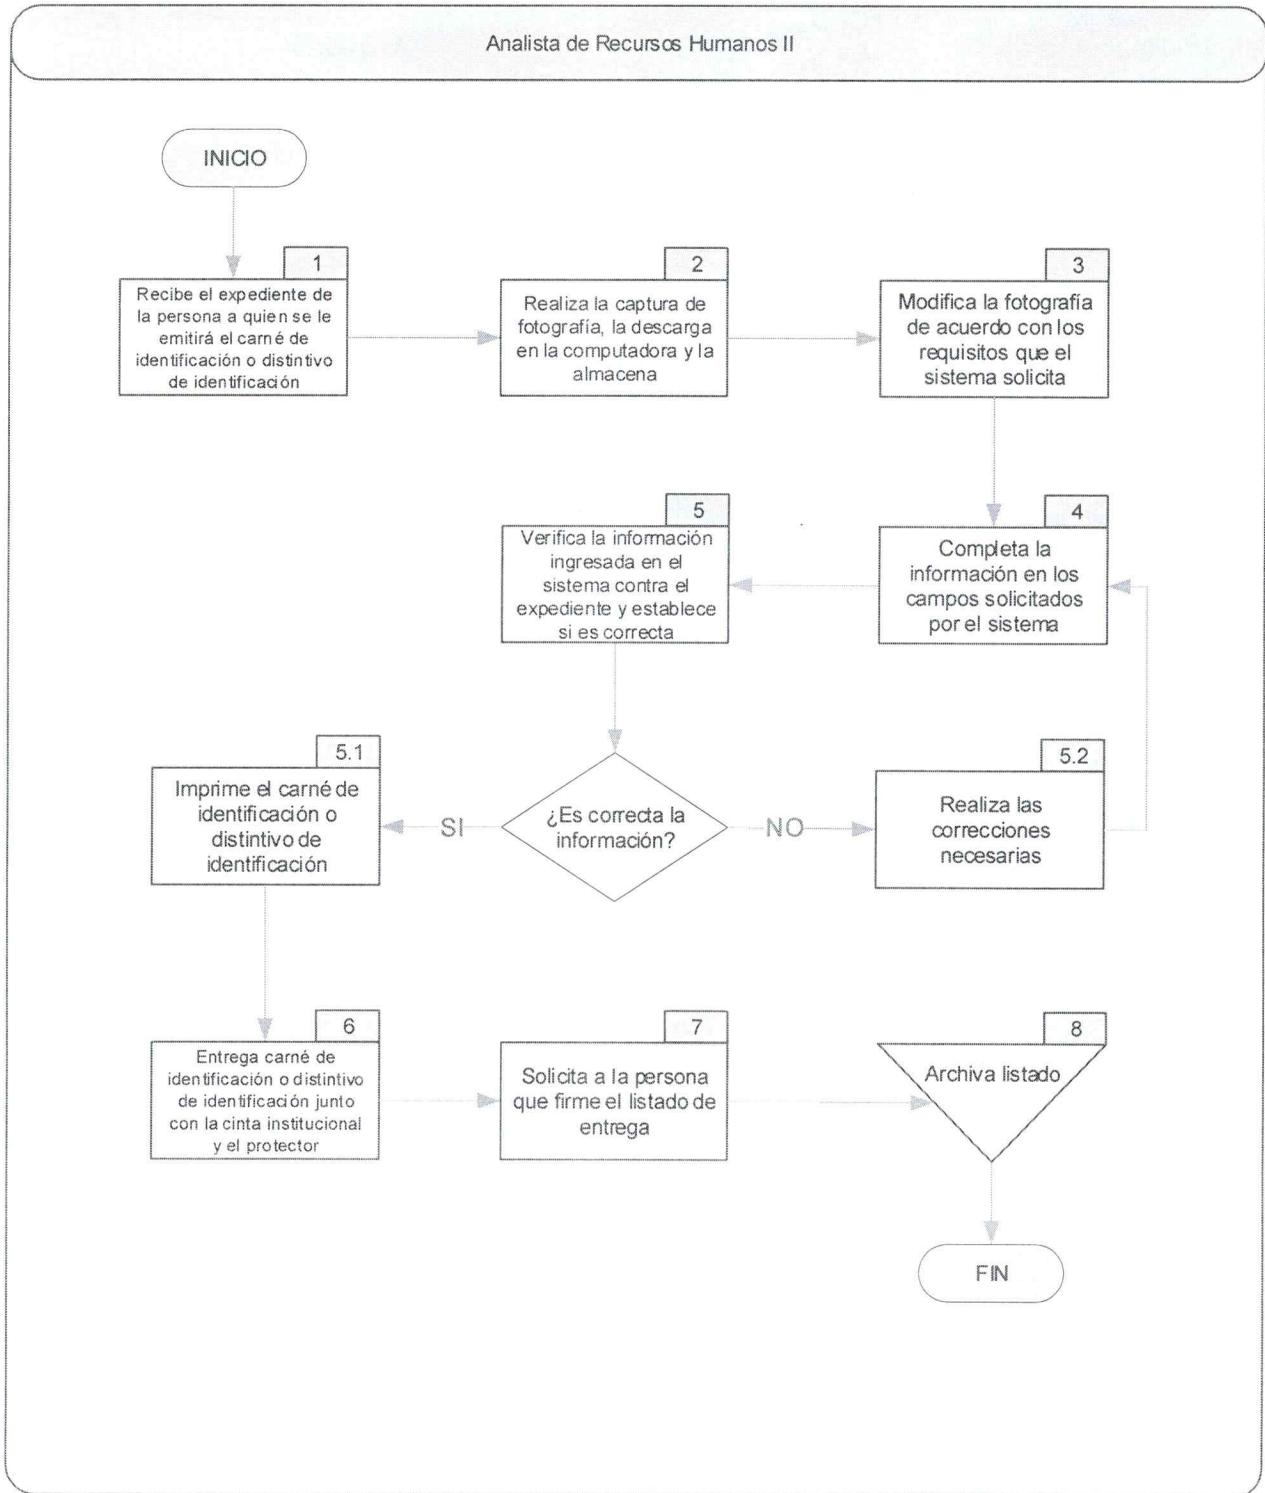 Analista de Recursos Humanos II
INICIO
1
Recibe el expediente de
la persona a quien se le
emitirá el carné de
identificación o distintivo
de identificación
2
Realiza la captura de
fotografía, la descarga
en la computadora y la
almacena
3
Modifica la fotografía
de acuerdo con los
requisitos que el
sistema solicita
4
Completa la
información en los
campos solicitados
por el sistema
5
Verifica la información
ingresada en el
sistema contra el
expediente y establece
si es correcta
¿Es correcta la
información?
SI
NO
5.1
Imprime el carné de
identificación o
distintivo de
identificación
5.2
Realiza las
correcciones
necesarias
6
Entrega carné de
identificación o distintivo
de identificación junto
con la cinta institucional
y el protector
7
Solicita a la persona
que firme el listado de
entrega
8
Archiva listado
FIN